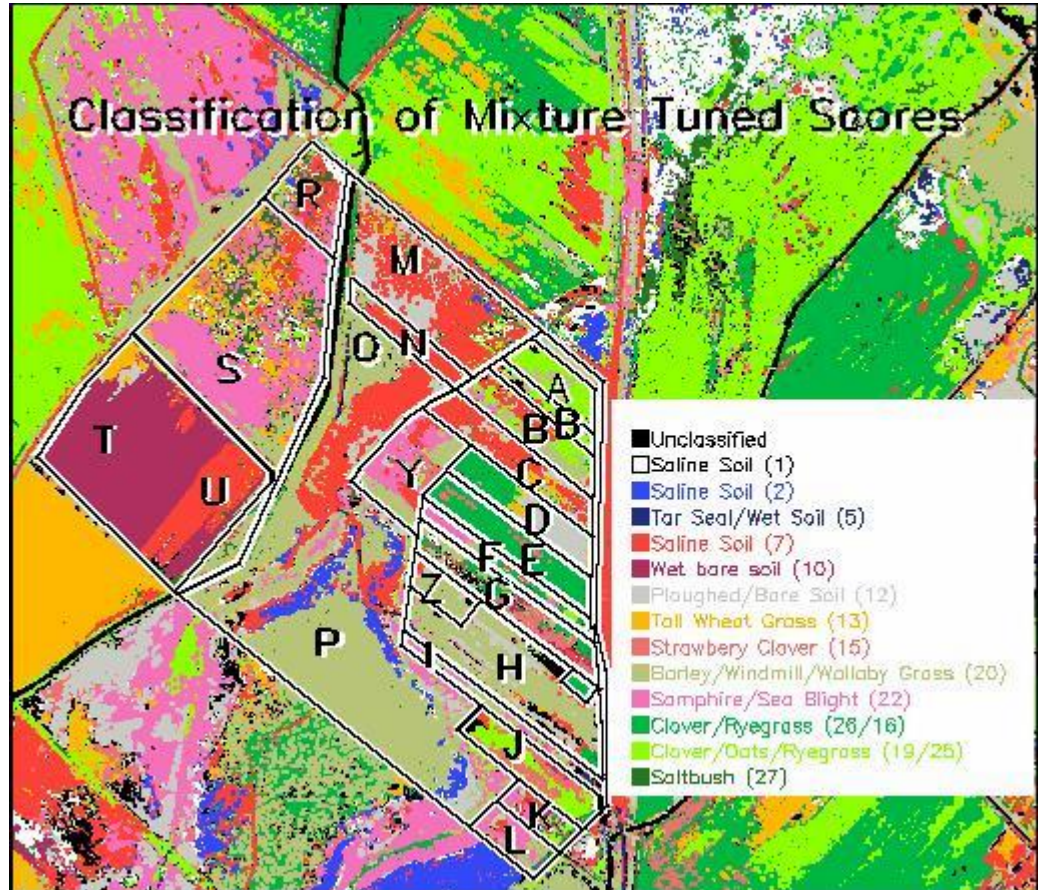 Classification of Mixture Tuned Scores
R
M
O N
S
A
B B
T
Y C
U
D
F E
Z G
P
I H
J
K
L
Unclassified
Saline Soil (1)
Saline Soil (2)
Tar Seal/Wet Soil (5)
Saline Soil (7)
Wet bare soil (10)
Ploughed/Bare Soil (12)
Tall Wheat Grass (13)
Strawbery Clover (15)
Barley/Windmill/Wallaby Grass (20)
Samphire/Sea Blight (22)
Clover/Ryegrass (26/16)
Clover/Oats/Ryegrass (19/25)
Saltbush (27)